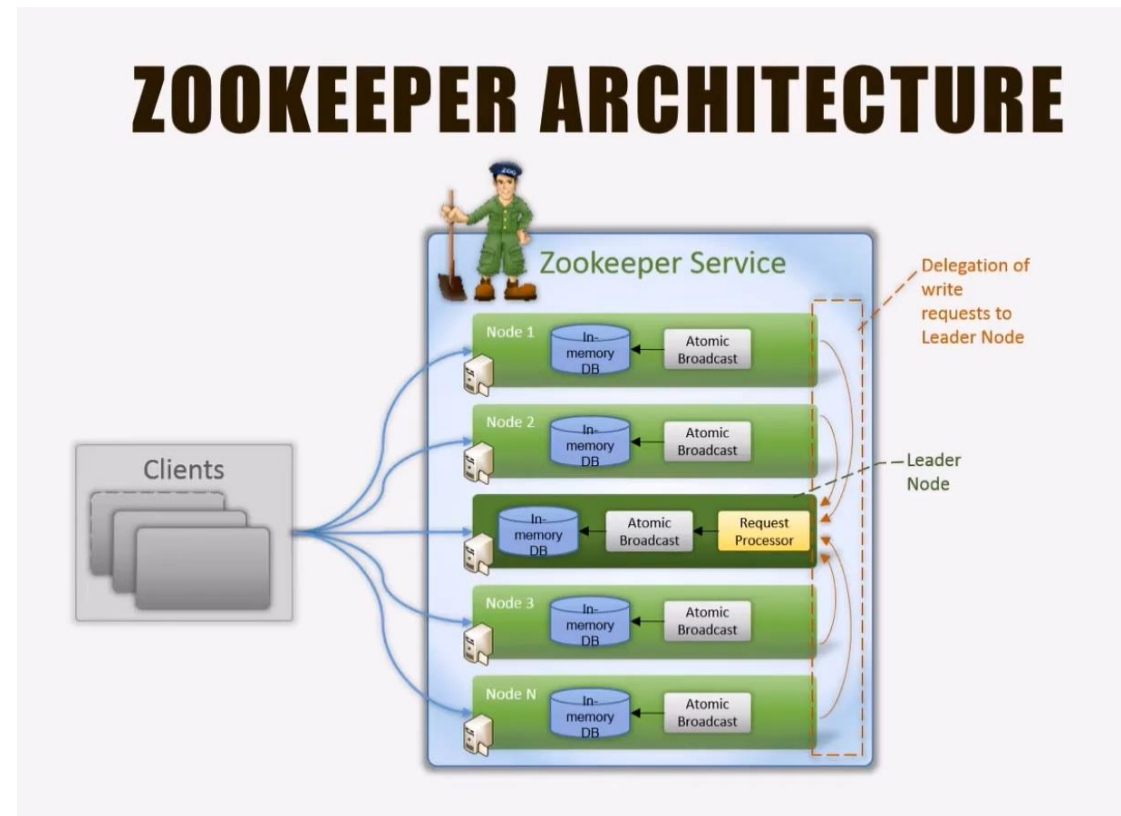 ZOOKEEPER ARCHITECTURE
ZOO
Zookeeper Service
Delegation of
write
requests to
Leader Node
Node 1
In-
memory
DB
Atomic
Broadcast
Node 2
In-
memory
DB
Atomic
Broadcast
Leader
Node
Clients
In-
memory
DB
Atomic
Broadcast
Request
Processor
Node 3
In-
memory
DB
Atomic
Broadcast
Node N
In-
memory
DB
Atomic
Broadcast